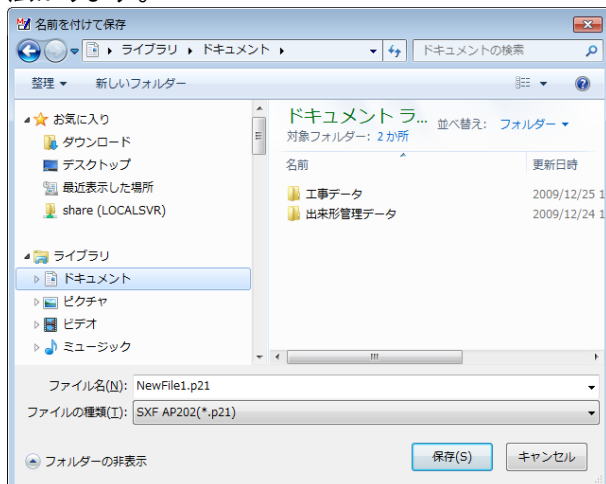 名前を付けて保存
ライブラリ ▸ ドキュメント ▸
ドキュメントの検索
整理 新しいフォルダー
お気に入り
ダウンロード
デスクトップ
最近表示した場所
share (LOCALSVR)
ライブラリ
ドキュメント
ピクチャ
ビデオ
ミュージック
ドキュメント ラ...
並べ替え: フォルダー
対象フォルダー: 2 か所
名前 更新日時
工事データ 2009/12/25 1
出来形管理データ 2009/12/24 1
ファイル名(N): NewFile1.p21
ファイルの種類(T): SXF AP202(*.p21)
フォルダーの非表示
保存(S) キャンセル